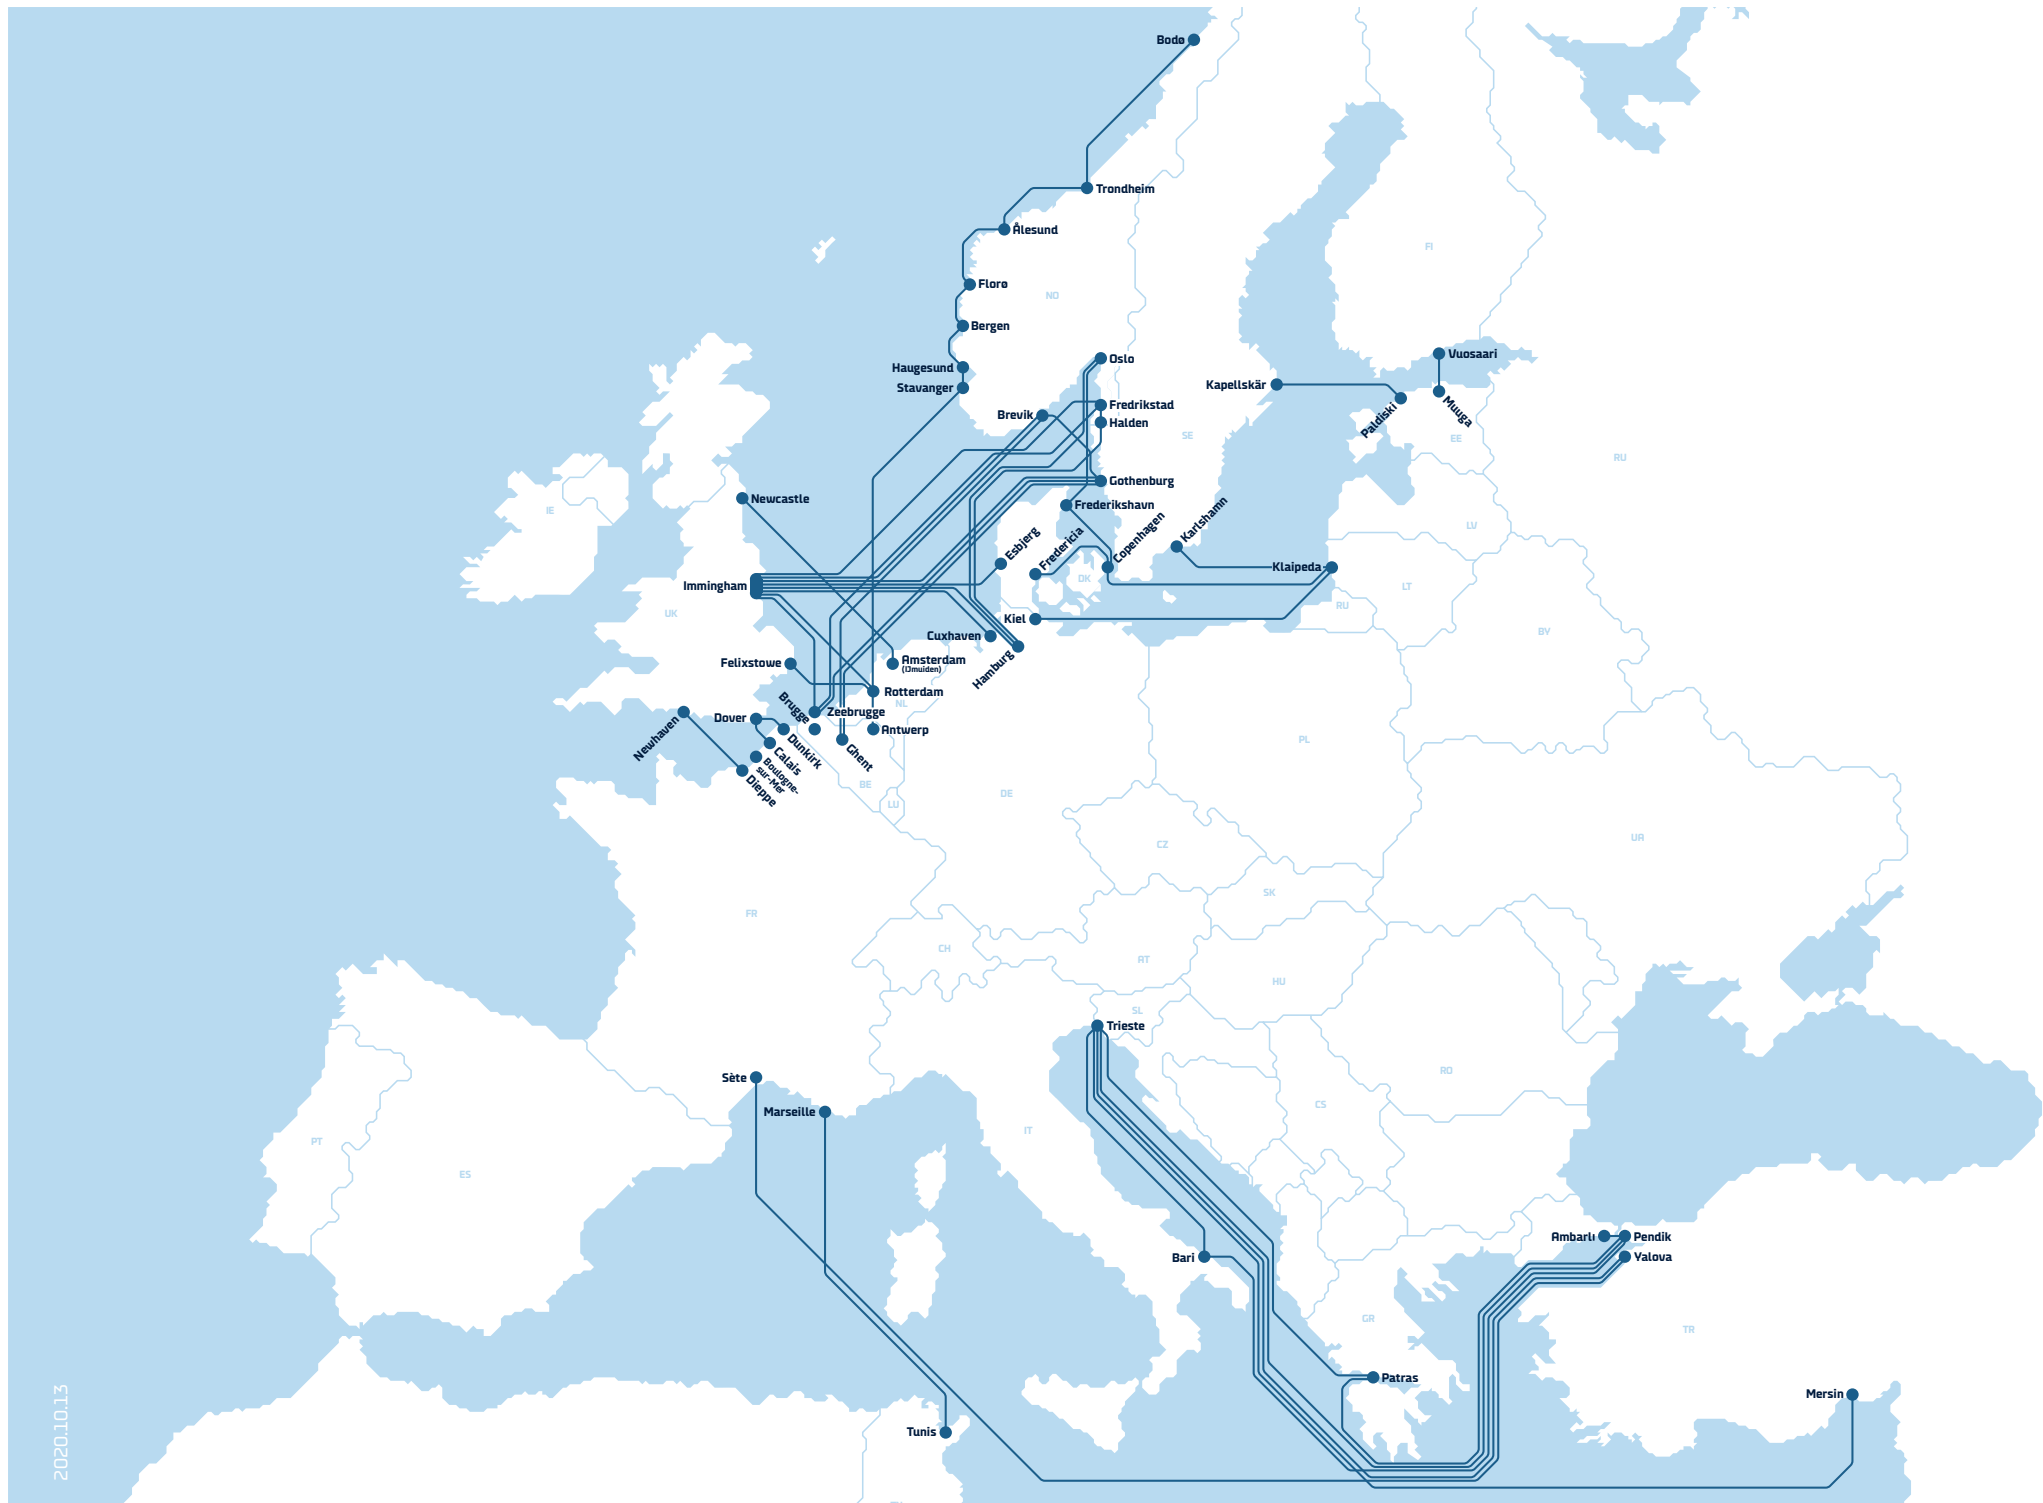 Bodø
Trondheim
Ålesund
FI
Florø
NO
Bergen
Vuosaari
Oslo
Haugesund
Stavanger
Kapellskär
Fredrikstad
Brevik
Halden
Muuga
Paldiski
SE
EE
RU
Gothenburg
Newcastle
Frederikshavn
IE
Karlshamn
LV
Copenhagen
Esbjerg
Fredericia
Klaipeda
DK
Immingham
LT
RU
UK
Kiel
BY
Cuxhaven
Felixstowe
Amsterdam
(IJmuiden)
Hamburg
Rotterdam
NL
Brugge
Zeebrugge
Dover
Antwerp
Newhaven
Dunkirk
Ghent
PL
Calais
Boulogne-
sur-Mer
Dieppe
BE
DE
LU
UA
CZ
SK
FR
CH
AT
HU
SL
Trieste
RO
Sète
CS
Marseille
IT
PT
ES
Ambarlı
Pendik
Bari
Yalova
GR
TR
Patras
Mersin
Tunis
2020.10.13